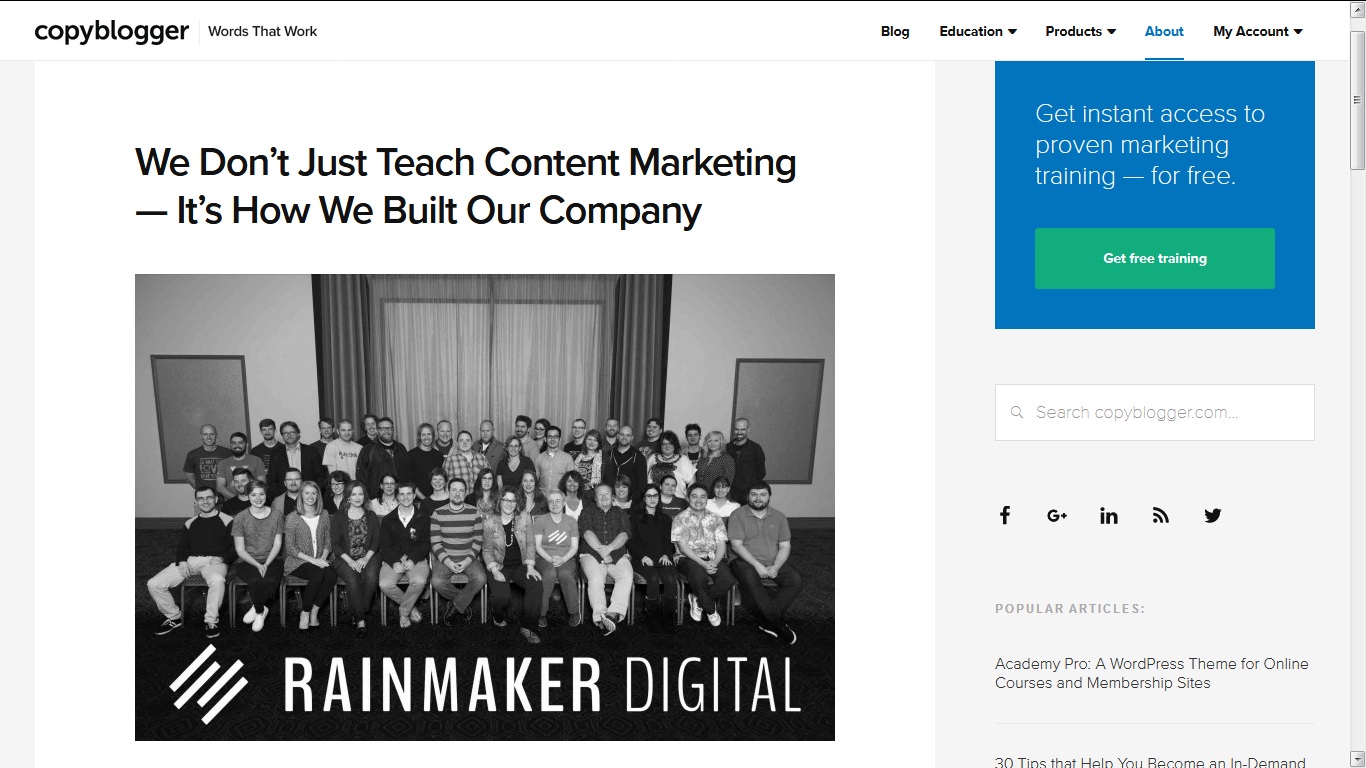 copyblogger
Words That Work
Blog
Education
Products
About
My Account
We Don’t Just Teach Content Marketing
— It’s How We Built Our Company
RAINMAKER DIGITAL
Get instant access to
proven marketing
training — for free.
Get free training
Search copyblogger.com...
G+
in
POPULAR ARTICLES:
Academy Pro: A WordPress Theme for Online
Courses and Membership Sites
30 Tips that Help You Become an In-Demand